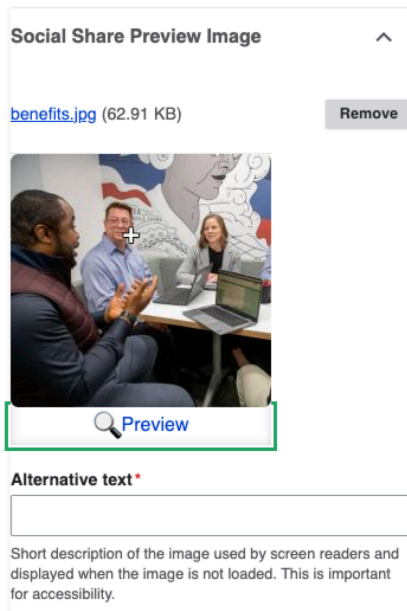 Social Share Preview Image
benefits.jpg (62.91 KB)
Remove
Preview
Alternative text*
Short description of the image used by screen readers and
displayed when the image is not loaded. This is important
for accessibility.